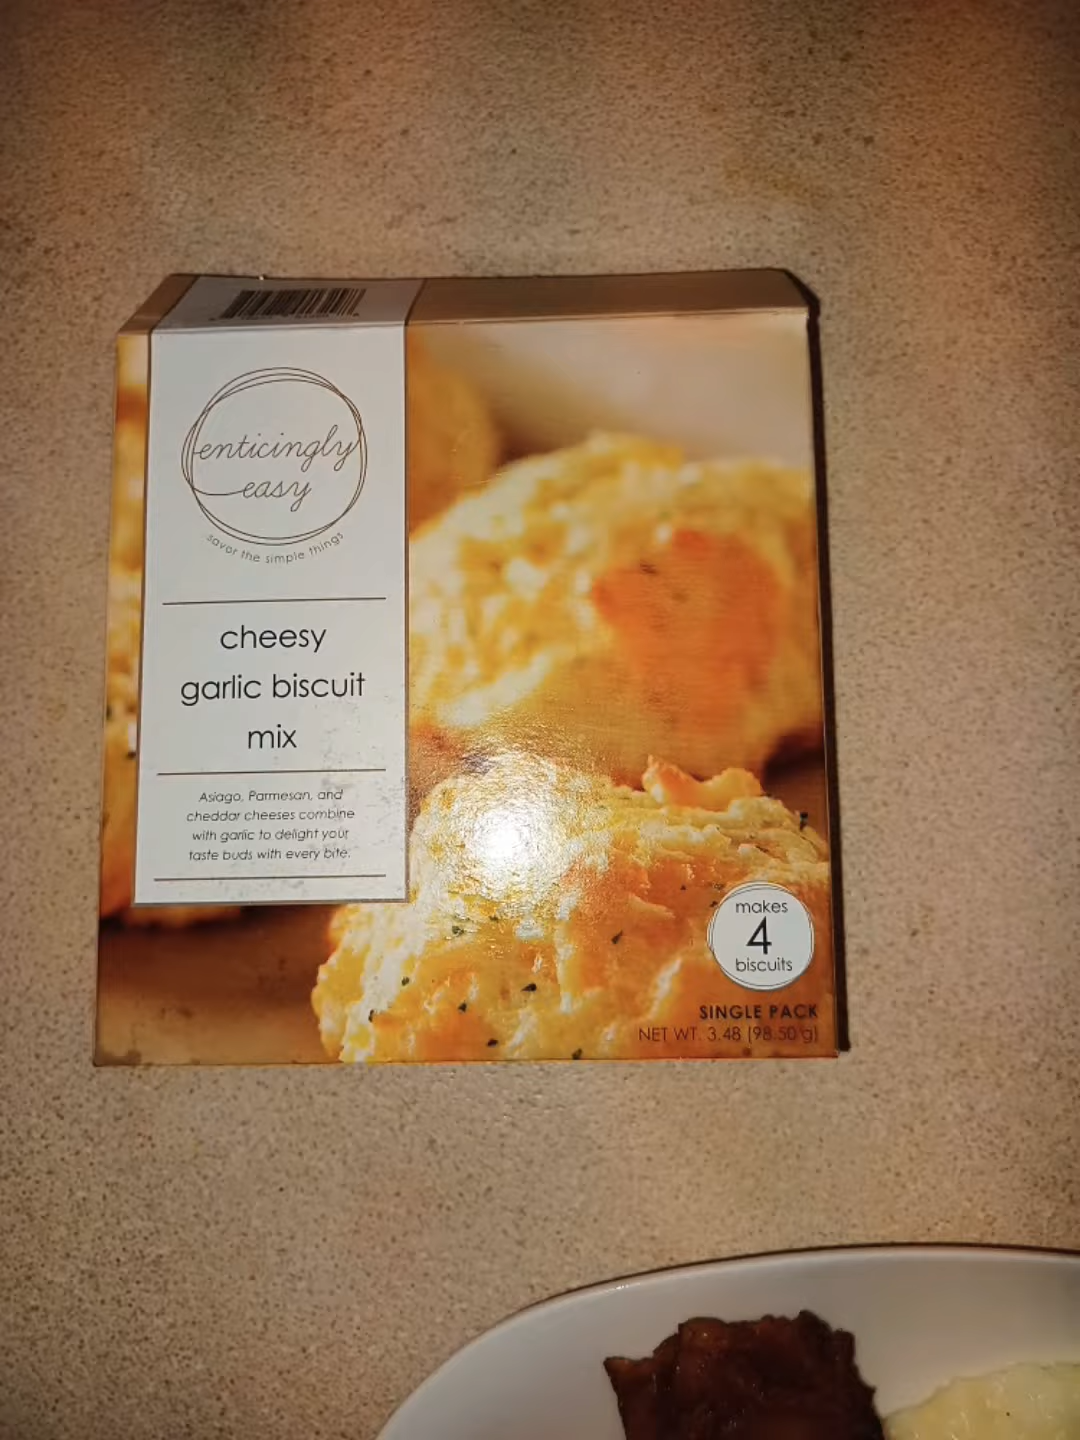 enticingly
easy
savor the simple things
cheesy
garlic biscuit
mix
Asiago, Parmesan, and
cheddar cheeses combine
with garlic to delight your
taste buds with every bite.
makes
4
biscuits
SINGLE PACK
NET WT. 3.48 (98.50 g)